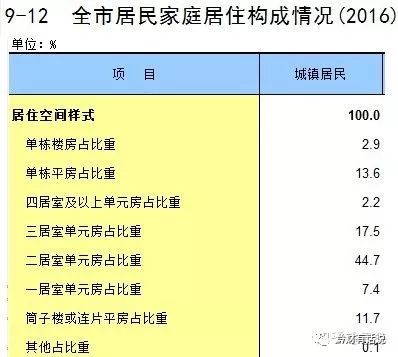 9-12 全市居民家庭居住构成情况(2016)
单位：%
项 目 城镇居民
居住空间样式 100.0
单栋楼房占比重 2.9
单栋平房占比重 13.6
四居室及以上单元房占比重 2.2
三居室单元房占比重 17.5
二居室单元房占比重 44.7
一居室单元房占比重 7.4
筒子楼或连片平房占比重 11.7
其他占比重 0.1